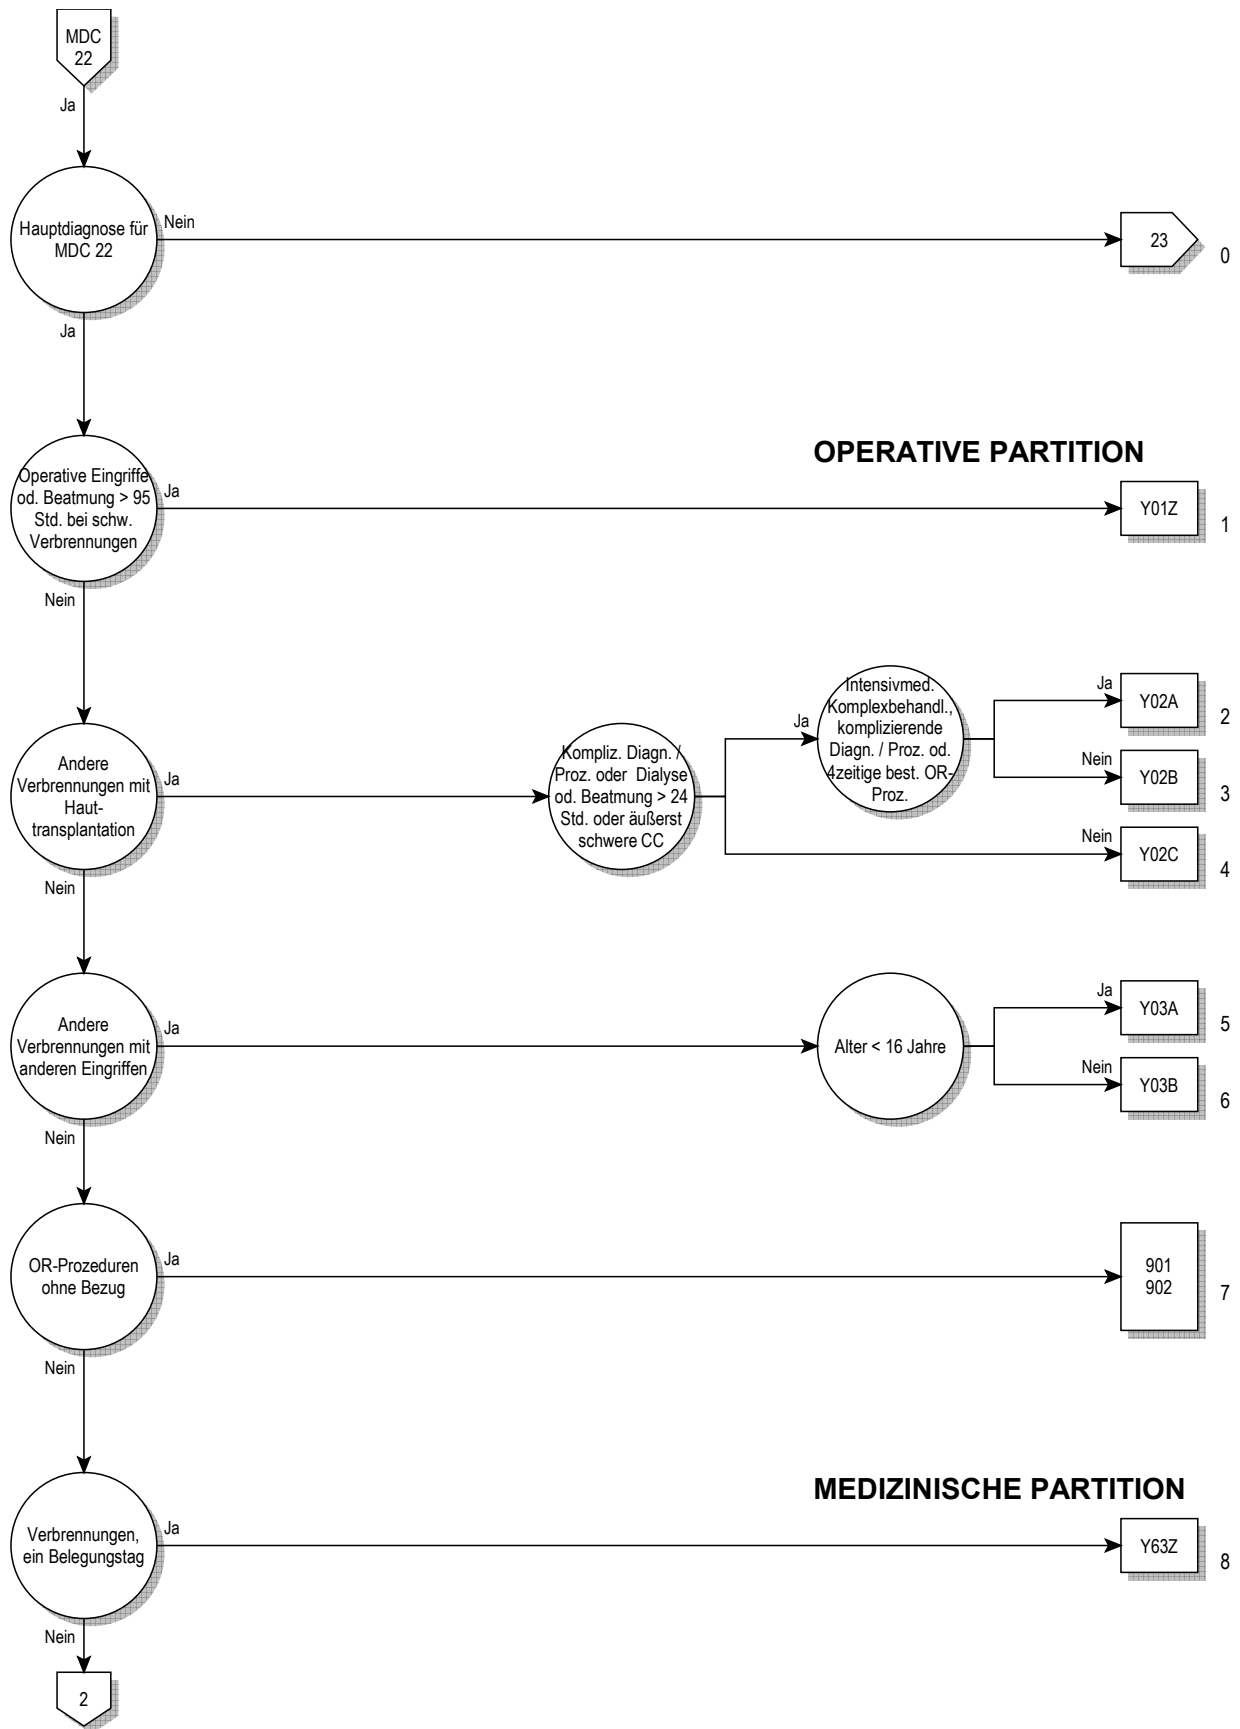 MDC
22
Ja
Hauptdiagnose für
MDC 22
Nein
23
0
Ja
OPERATIVE PARTITION
Operative Eingriffe
od. Beatmung > 95
Std. bei schw.
Verbrennungen
Ja
Y01Z
1
Nein
Andere
Verbrennungen mit
Haut-
transplantation
Ja
Kompliz. Diagn. /
Proz. oder Dialyse
od. Beatmung > 24
Std. oder äußerst
schwere CC
Ja
Intensivmed.
Komplexbehandl.,
komplizierende
Diagn. / Proz. od.
4zeitige best. OR-
Proz.
Ja
Y02A
2
Nein
Y02B
3
Nein
Y02C
4
Nein
Andere
Verbrennungen mit
anderen Eingriffen
Ja
Alter < 16 Jahre
Ja
Y03A
5
Nein
Y03B
6
Nein
OR-Prozeduren
ohne Bezug
Ja
901
902
7
Nein
MEDIZINISCHE PARTITION
Verbrennungen,
ein Belegungstag
Ja
Y63Z
8
Nein
2